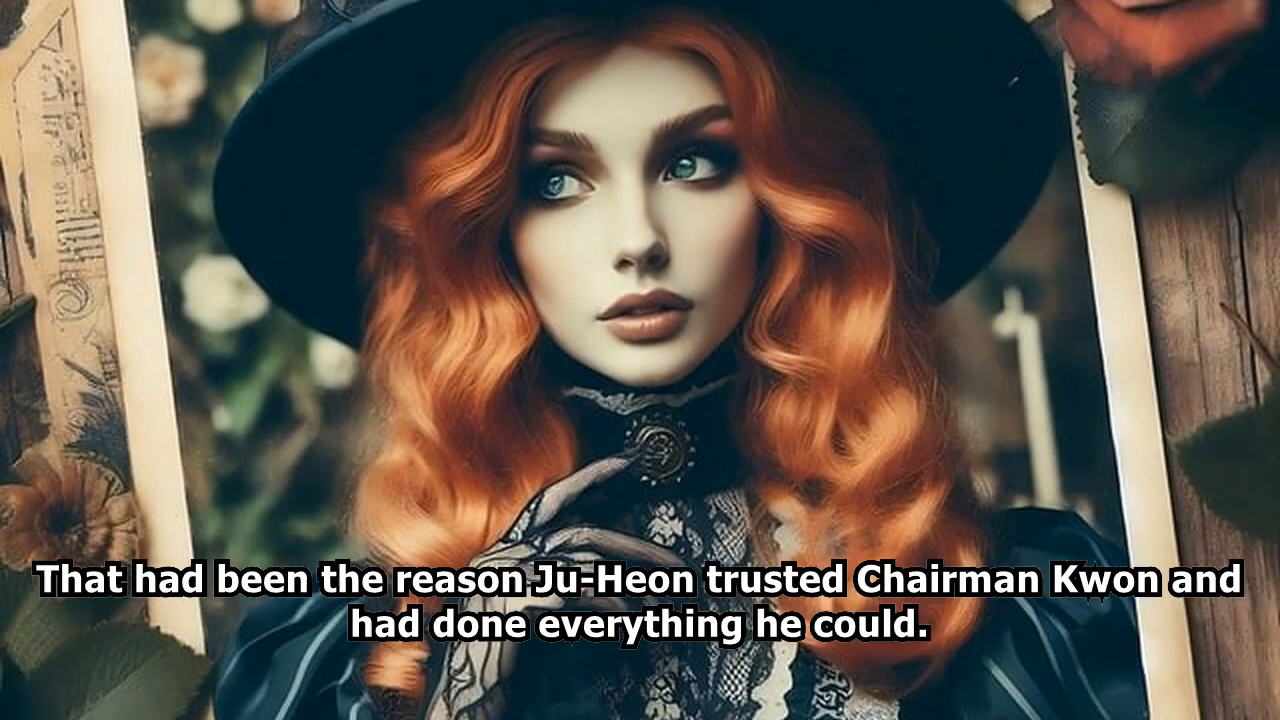 That had been the reason Ju-Heon trusted Chairman Kwon and
had done everything he could.